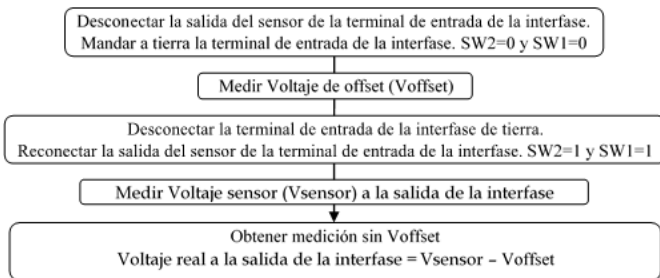 Desconectar la salida del sensor de la terminal de entrada de la interfase.
Mandar a tierra la terminal de entrada de la interfase. SW2=0 y SW1=0
Medir Voltaje de offset (Voffset)
Desconectar la terminal de entrada de la interfase de tierra.
Reconectar la salida del sensor de la terminal de entrada de la interfase. SW2=1 y SW1=1
Medir Voltaje sensor (Vsensor) a la salida de la interfase
Obtener medición sin Voffset
Voltaje real a la salida de la interfase = Vsensor – Voffset